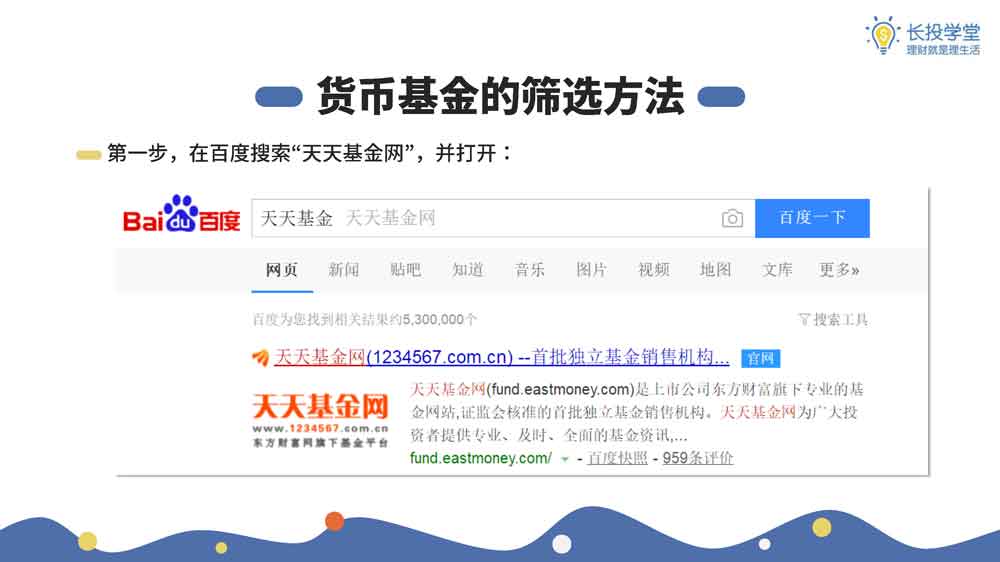 长投学堂
理财就是理生活
货币基金的筛选方法
第一步，在百度搜索“天天基金网”，并打开：
Bai du 百度
天天基金 天天基金网
百度一下
网页 新闻 贴吧 知道 音乐 图片 视频 地图 文库 更多»
百度为您找到相关结果约5,300,000个
搜索工具
天天基金网(1234567.com.cn) --首批独立基金销售机构... 官网
天天基金网
www.1234567.com.cn
东方财富网旗下基金平台
天天基金网(fund.eastmoney.com)是上市公司东方财富旗下专业的基
金网站,证监会核准的首批独立基金销售机构。天天基金网为广大投
资者提供专业、及时、全面的基金资讯,...
fund.eastmoney.com/ - 百度快照 - 959条评价